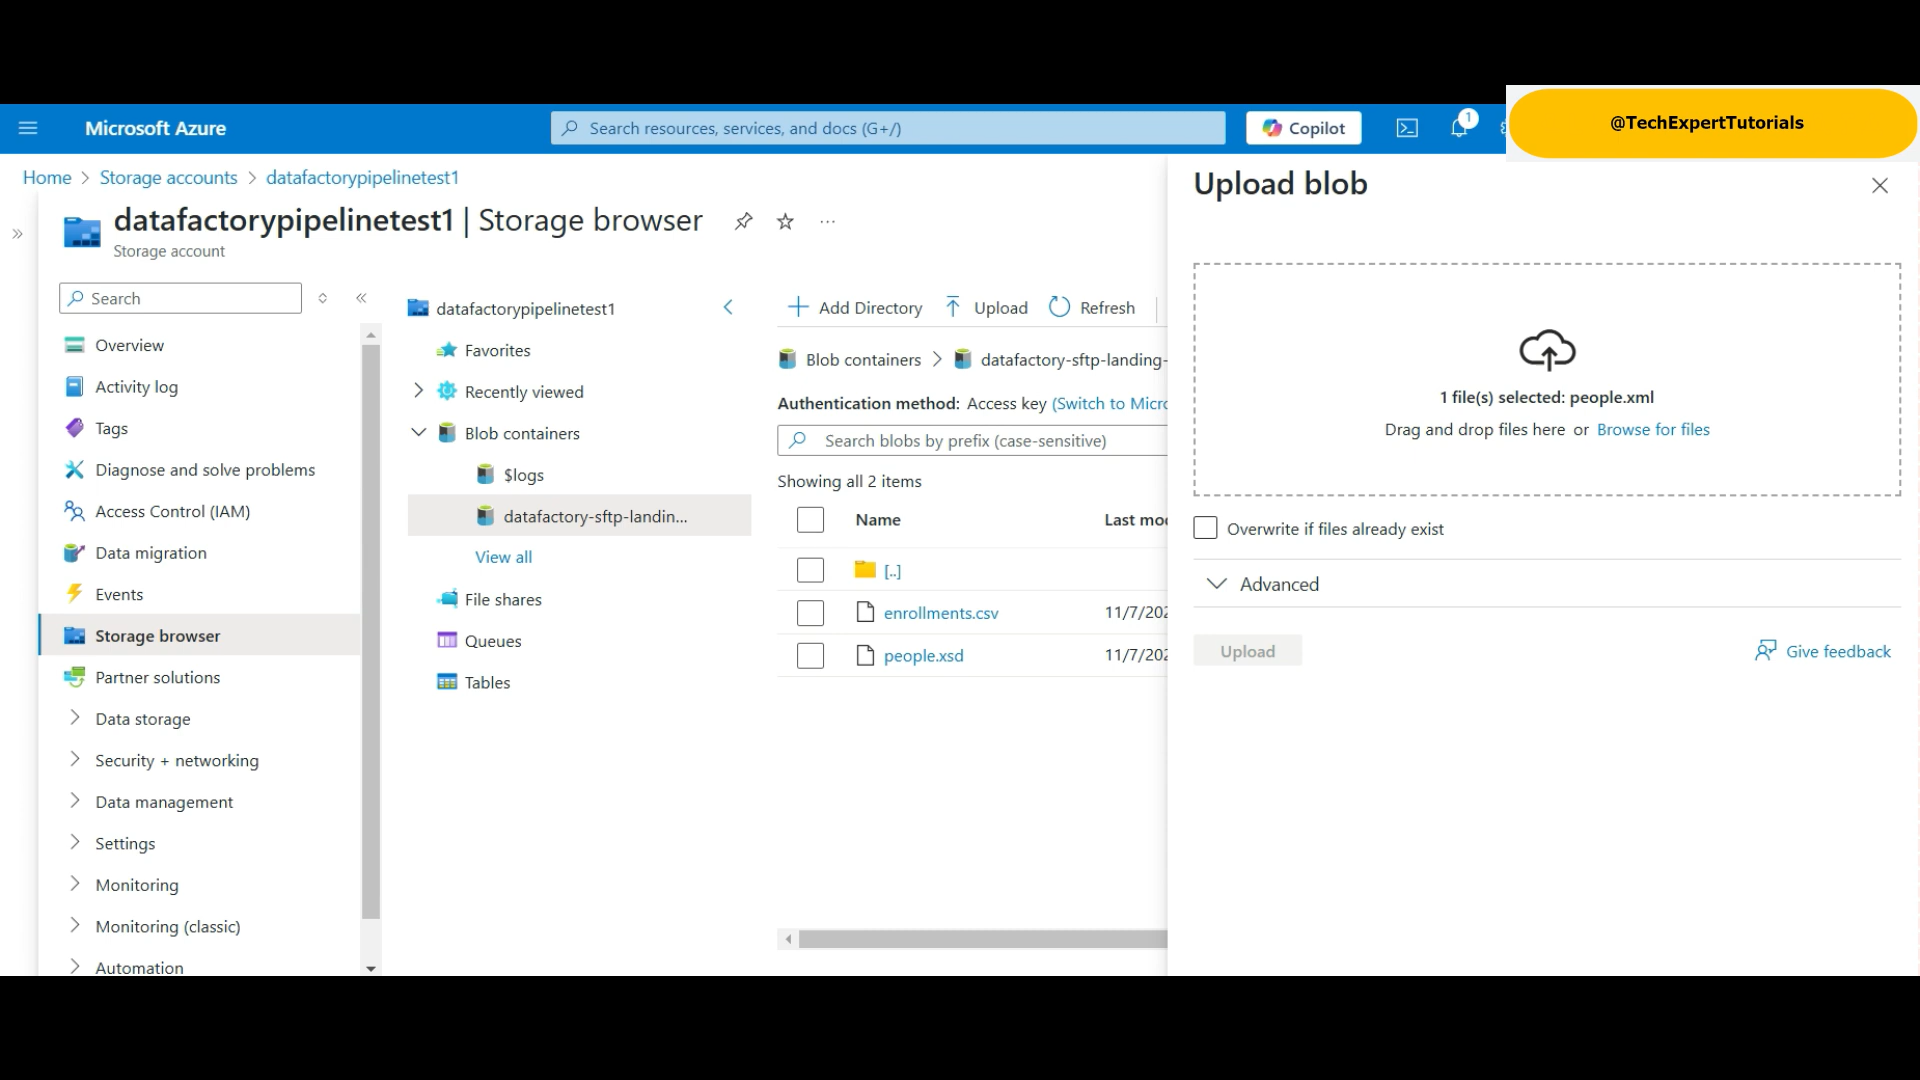 Microsoft Azure
Search resources, services, and docs (G+/)
Copilot
1
@TechExpertTutorials
Home > Storage accounts > datafactorypipelinetest1
datafactorypipelinetest1 | Storage browser
Storage account
Search
Overview
Activity log
Tags
Diagnose and solve problems
Access Control (IAM)
Data migration
Events
Storage browser
Partner solutions
Data storage
Security + networking
Data management
Settings
Monitoring
Monitoring (classic)
Automation
datafactorypipelinetest1
Favorites
Recently viewed
Blob containers
$logs
datafactory-sftp-landin...
View all
File shares
Queues
Tables
Add Directory
Upload
Refresh
Blob containers > datafactory-sftp-landing-
Authentication method: Access key (Switch to Micro
Search blobs by prefix (case-sensitive)
Showing all 2 items
Name
Last mo
[..]
enrollments.csv
11/7/202
people.xsd
11/7/202
Upload blob
1 file(s) selected: people.xml
Drag and drop files here or Browse for files
Overwrite if files already exist
Advanced
Upload
Give feedback